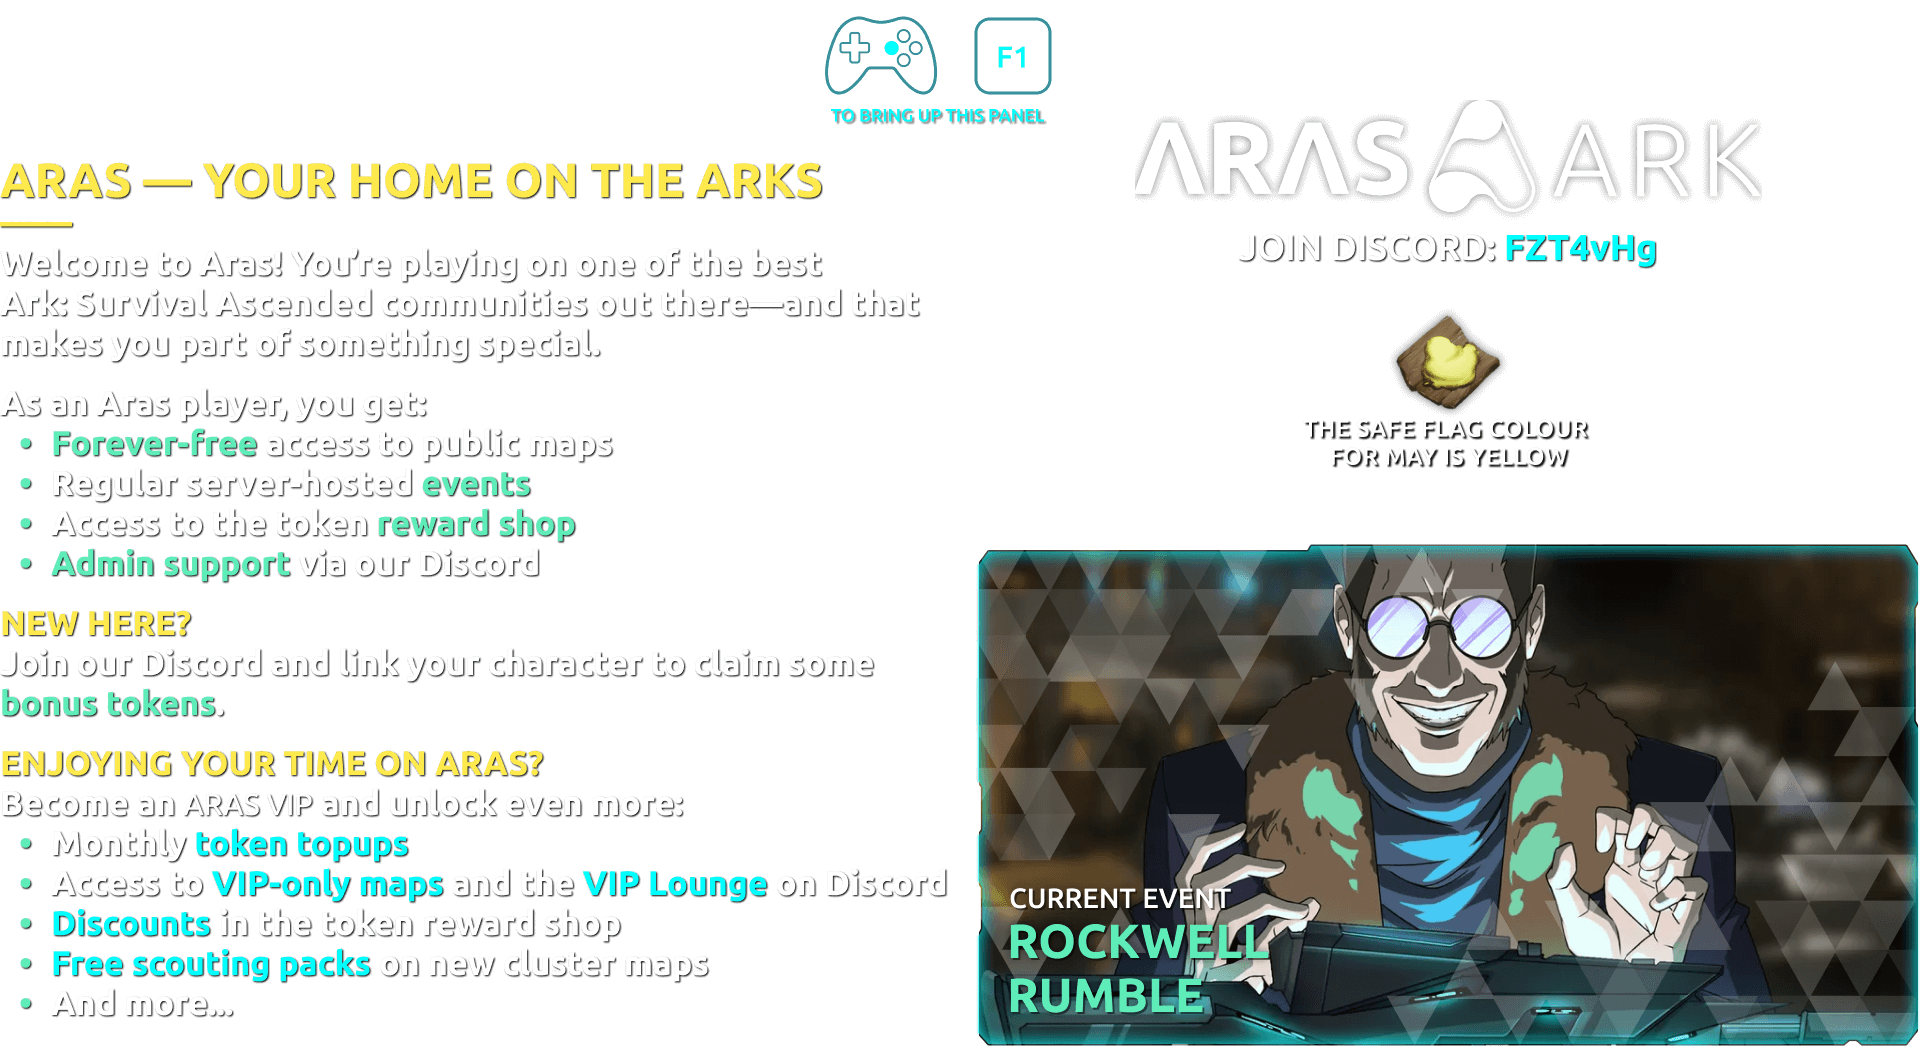 F1
TO BRING UP THIS PANEL
ARAS — YOUR HOME ON THE ARKS
Welcome to Aras! You’re playing on one of the best
Ark: Survival Ascended communities out there—and that
makes you part of something special.
As an Aras player, you get:
• Forever-free access to public maps
• Regular server-hosted events
• Access to the token reward shop
• Admin support via our Discord
NEW HERE?
Join our Discord and link your character to claim some
bonus tokens.
ENJOYING YOUR TIME ON ARAS?
Become an ARAS VIP and unlock even more:
• Monthly token topups
• Access to VIP-only maps and the VIP Lounge on Discord
• Discounts in the token reward shop
• Free scouting packs on new cluster maps
• And more...
ARAS ARK
JOIN DISCORD: FZT4vHg
THE SAFE FLAG COLOUR
FOR MAY IS YELLOW
CURRENT EVENT
ROCKWELL
RUMBLE